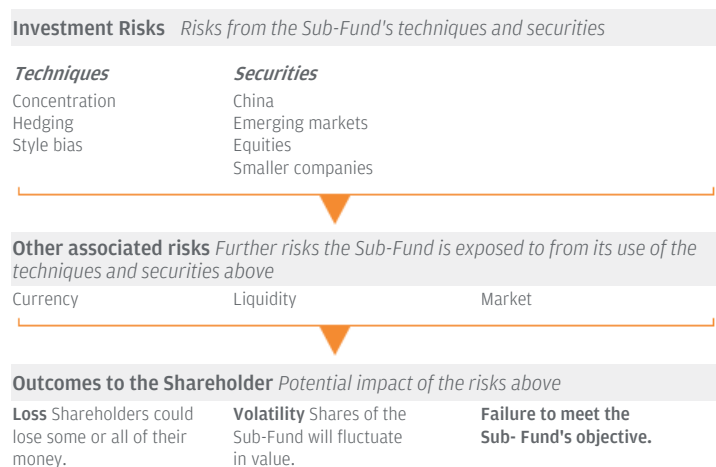 Investment Risks Risks from the Sub-Fund's techniques and securities
Techniques
Concentration
Hedging
Style bias
Securities
China
Emerging markets
Equities
Smaller companies
Other associated risks Further risks the Sub-Fund is exposed to from its use of the
techniques and securities above
Currency
Liquidity
Market
Outcomes to the Shareholder Potential impact of the risks above
Loss Shareholders could
lose some or all of their
money.
Volatility Shares of the
Sub-Fund will fluctuate
in value.
Failure to meet the
Sub- Fund's objective.